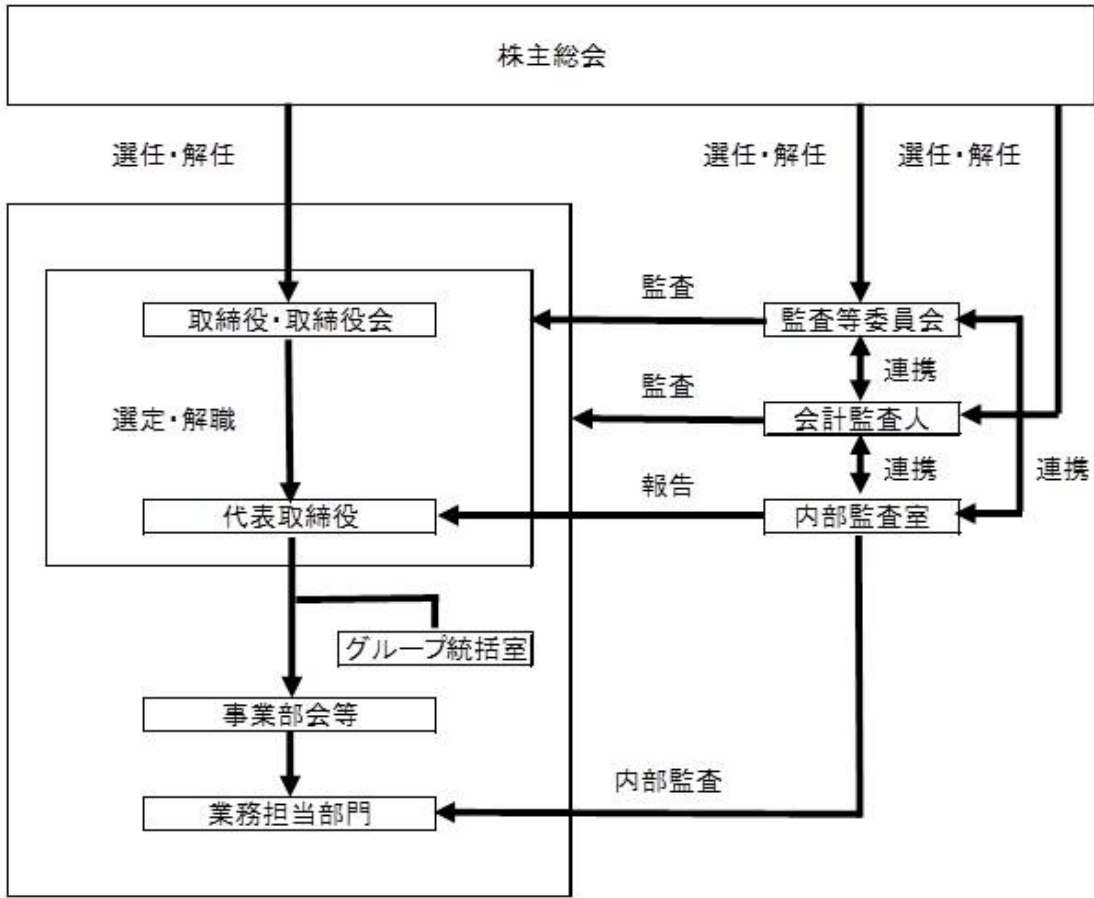 株主総会
選任・解任
選任・解任
選任・解任
監査
取締役・取締役会
監査等委員会
連携
監査
選定・解職
会計監査人
連携
連携
報告
代表取締役
内部監査室
グループ統括室
事業部会等
内部監査
業務担当部門